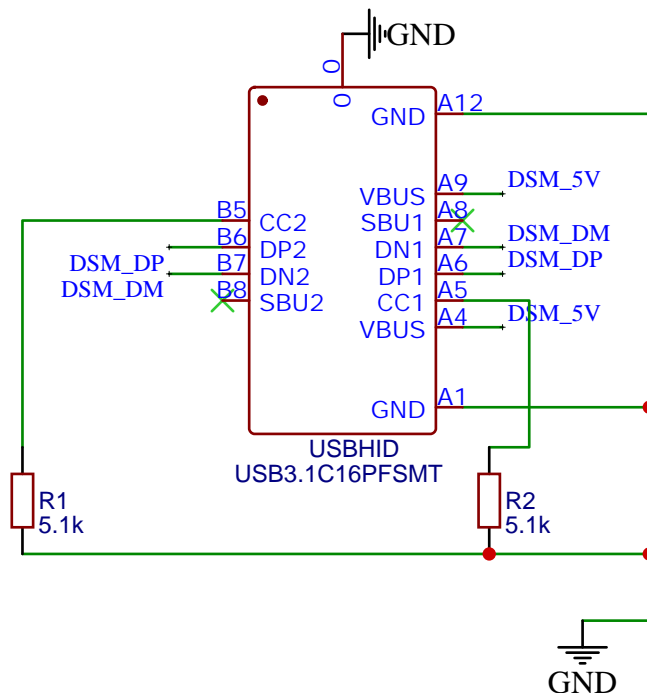 GND
0
0
A12
GND
A9
DSM_5V
VBUS
A8
B5
SBU1
CC2
A7
DSM_DM
B6
DN1
DP2
DSM_DP
A6
DSM_DP
B7
DP1
DN2
DSM_DM
A5
B8
CC1
SBU2
DSM_5V
A4
VBUS
A1
GND
USBHID
USB3.1C16PFSMT
R1
5.1k
R2
5.1k
GND